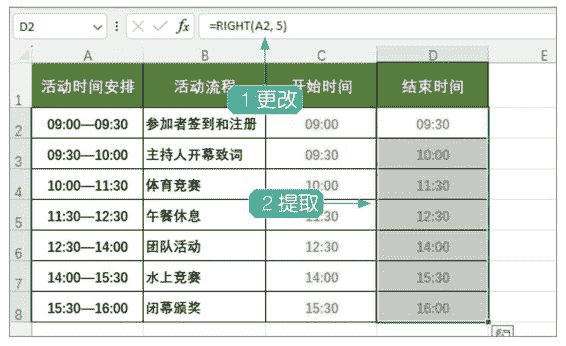 D2 fx =RIGHT(A2, 5)
A B C D E
1 活动时间安排 活动流程 开始时间 结束时间
1 更改
2 09:00—09:30 参加者签到和注册 09:00 09:30
3 09:30—10:00 主持人开幕致词 09:30 10:00
4 10:00—11:30 体育竞赛 10:00 11:30
2 提取
5 11:30—12:30 午餐休息 11:30 12:30
6 12:30—14:00 团队活动 12:30 14:00
7 14:00—15:30 水上竞赛 14:00 15:30
8 15:30—16:00 闭幕颁奖 15:30 16:00